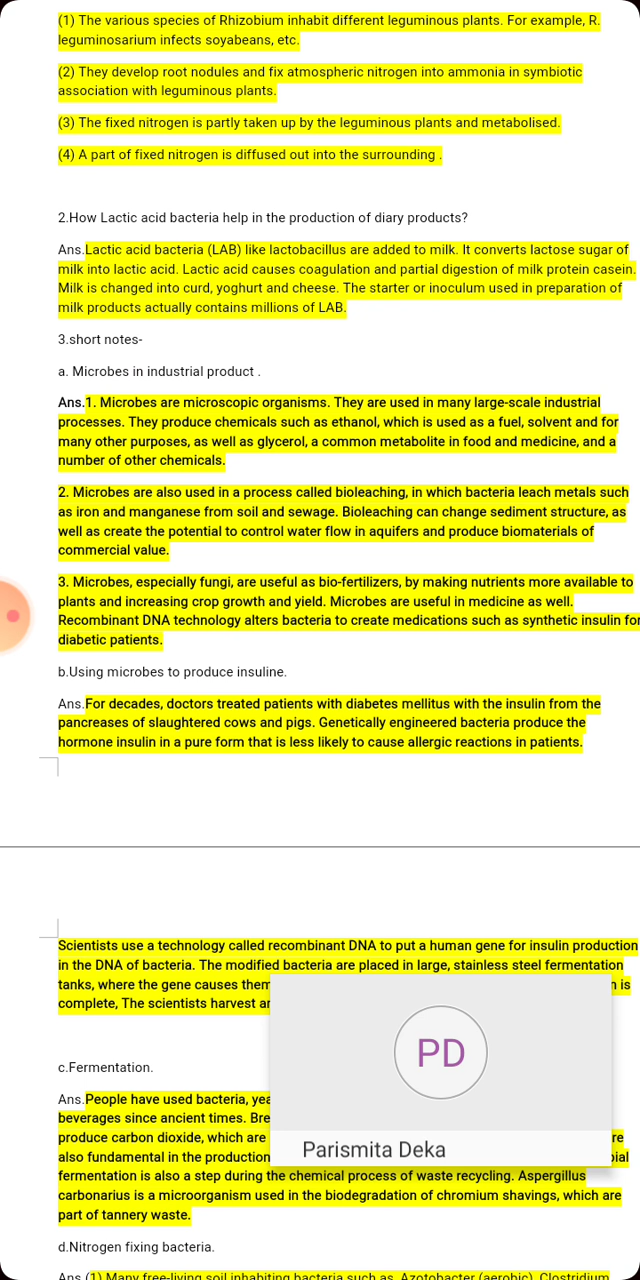 (1) The various species of Rhizobium inhabit different leguminous plants. For example, R.
leguminosarium infects soyabeans, etc.
(2) They develop root nodules and fix atmospheric nitrogen into ammonia in symbiotic
association with leguminous plants.
(3) The fixed nitrogen is partly taken up by the leguminous plants and metabolised.
(4) A part of fixed nitrogen is diffused out into the surrounding .
2.How Lactic acid bacteria help in the production of diary products?
Ans.Lactic acid bacteria (LAB) like lactobacillus are added to milk. It converts lactose sugar of
milk into lactic acid. Lactic acid causes coagulation and partial digestion of milk protein casein.
Milk is changed into curd, yoghurt and cheese. The starter or inoculum used in preparation of
milk products actually contains millions of LAB.
3.short notes-
a. Microbes in industrial product .
Ans.1. Microbes are microscopic organisms. They are used in many large-scale industrial
processes. They produce chemicals such as ethanol, which is used as a fuel, solvent and for
many other purposes, as well as glycerol, a common metabolite in food and medicine, and a
number of other chemicals.
2. Microbes are also used in a process called bioleaching, in which bacteria leach metals such
as iron and manganese from soil and sewage. Bioleaching can change sediment structure, as
well as create the potential to control water flow in aquifers and produce biomaterials of
commercial value.
3. Microbes, especially fungi, are useful as bio-fertilizers, by making nutrients more available to
plants and increasing crop growth and yield. Microbes are useful in medicine as well.
Recombinant DNA technology alters bacteria to create medications such as synthetic insulin for
diabetic patients.
b.Using microbes to produce insuline.
Ans.For decades, doctors treated patients with diabetes mellitus with the insulin from the
pancreases of slaughtered cows and pigs. Genetically engineered bacteria produce the
hormone insulin in a pure form that is less likely to cause allergic reactions in patients.
Scientists use a technology called recombinant DNA to put a human gene for insulin production
in the DNA of bacteria. The modified bacteria are placed in large, stainless steel fermentation
tanks, where the gene causes them is
complete, The scientists harvest
c.Fermentation.
Ans.People have used bacteria,
beverages since ancient times.
produce carbon dioxide, which are
also fundamental in the production
fermentation is also a step during the chemical process of waste recycling. Aspergillus
carbonarius is a microorganism used in the biodegradation of chromium shavings, which are
part of tannery waste.
d.Nitrogen fixing bacteria.
Ans.(1) Many free-living soil inhabiting bacteria such as Azotobacter (aerobic), Clostridium
PD
Parismita Deka